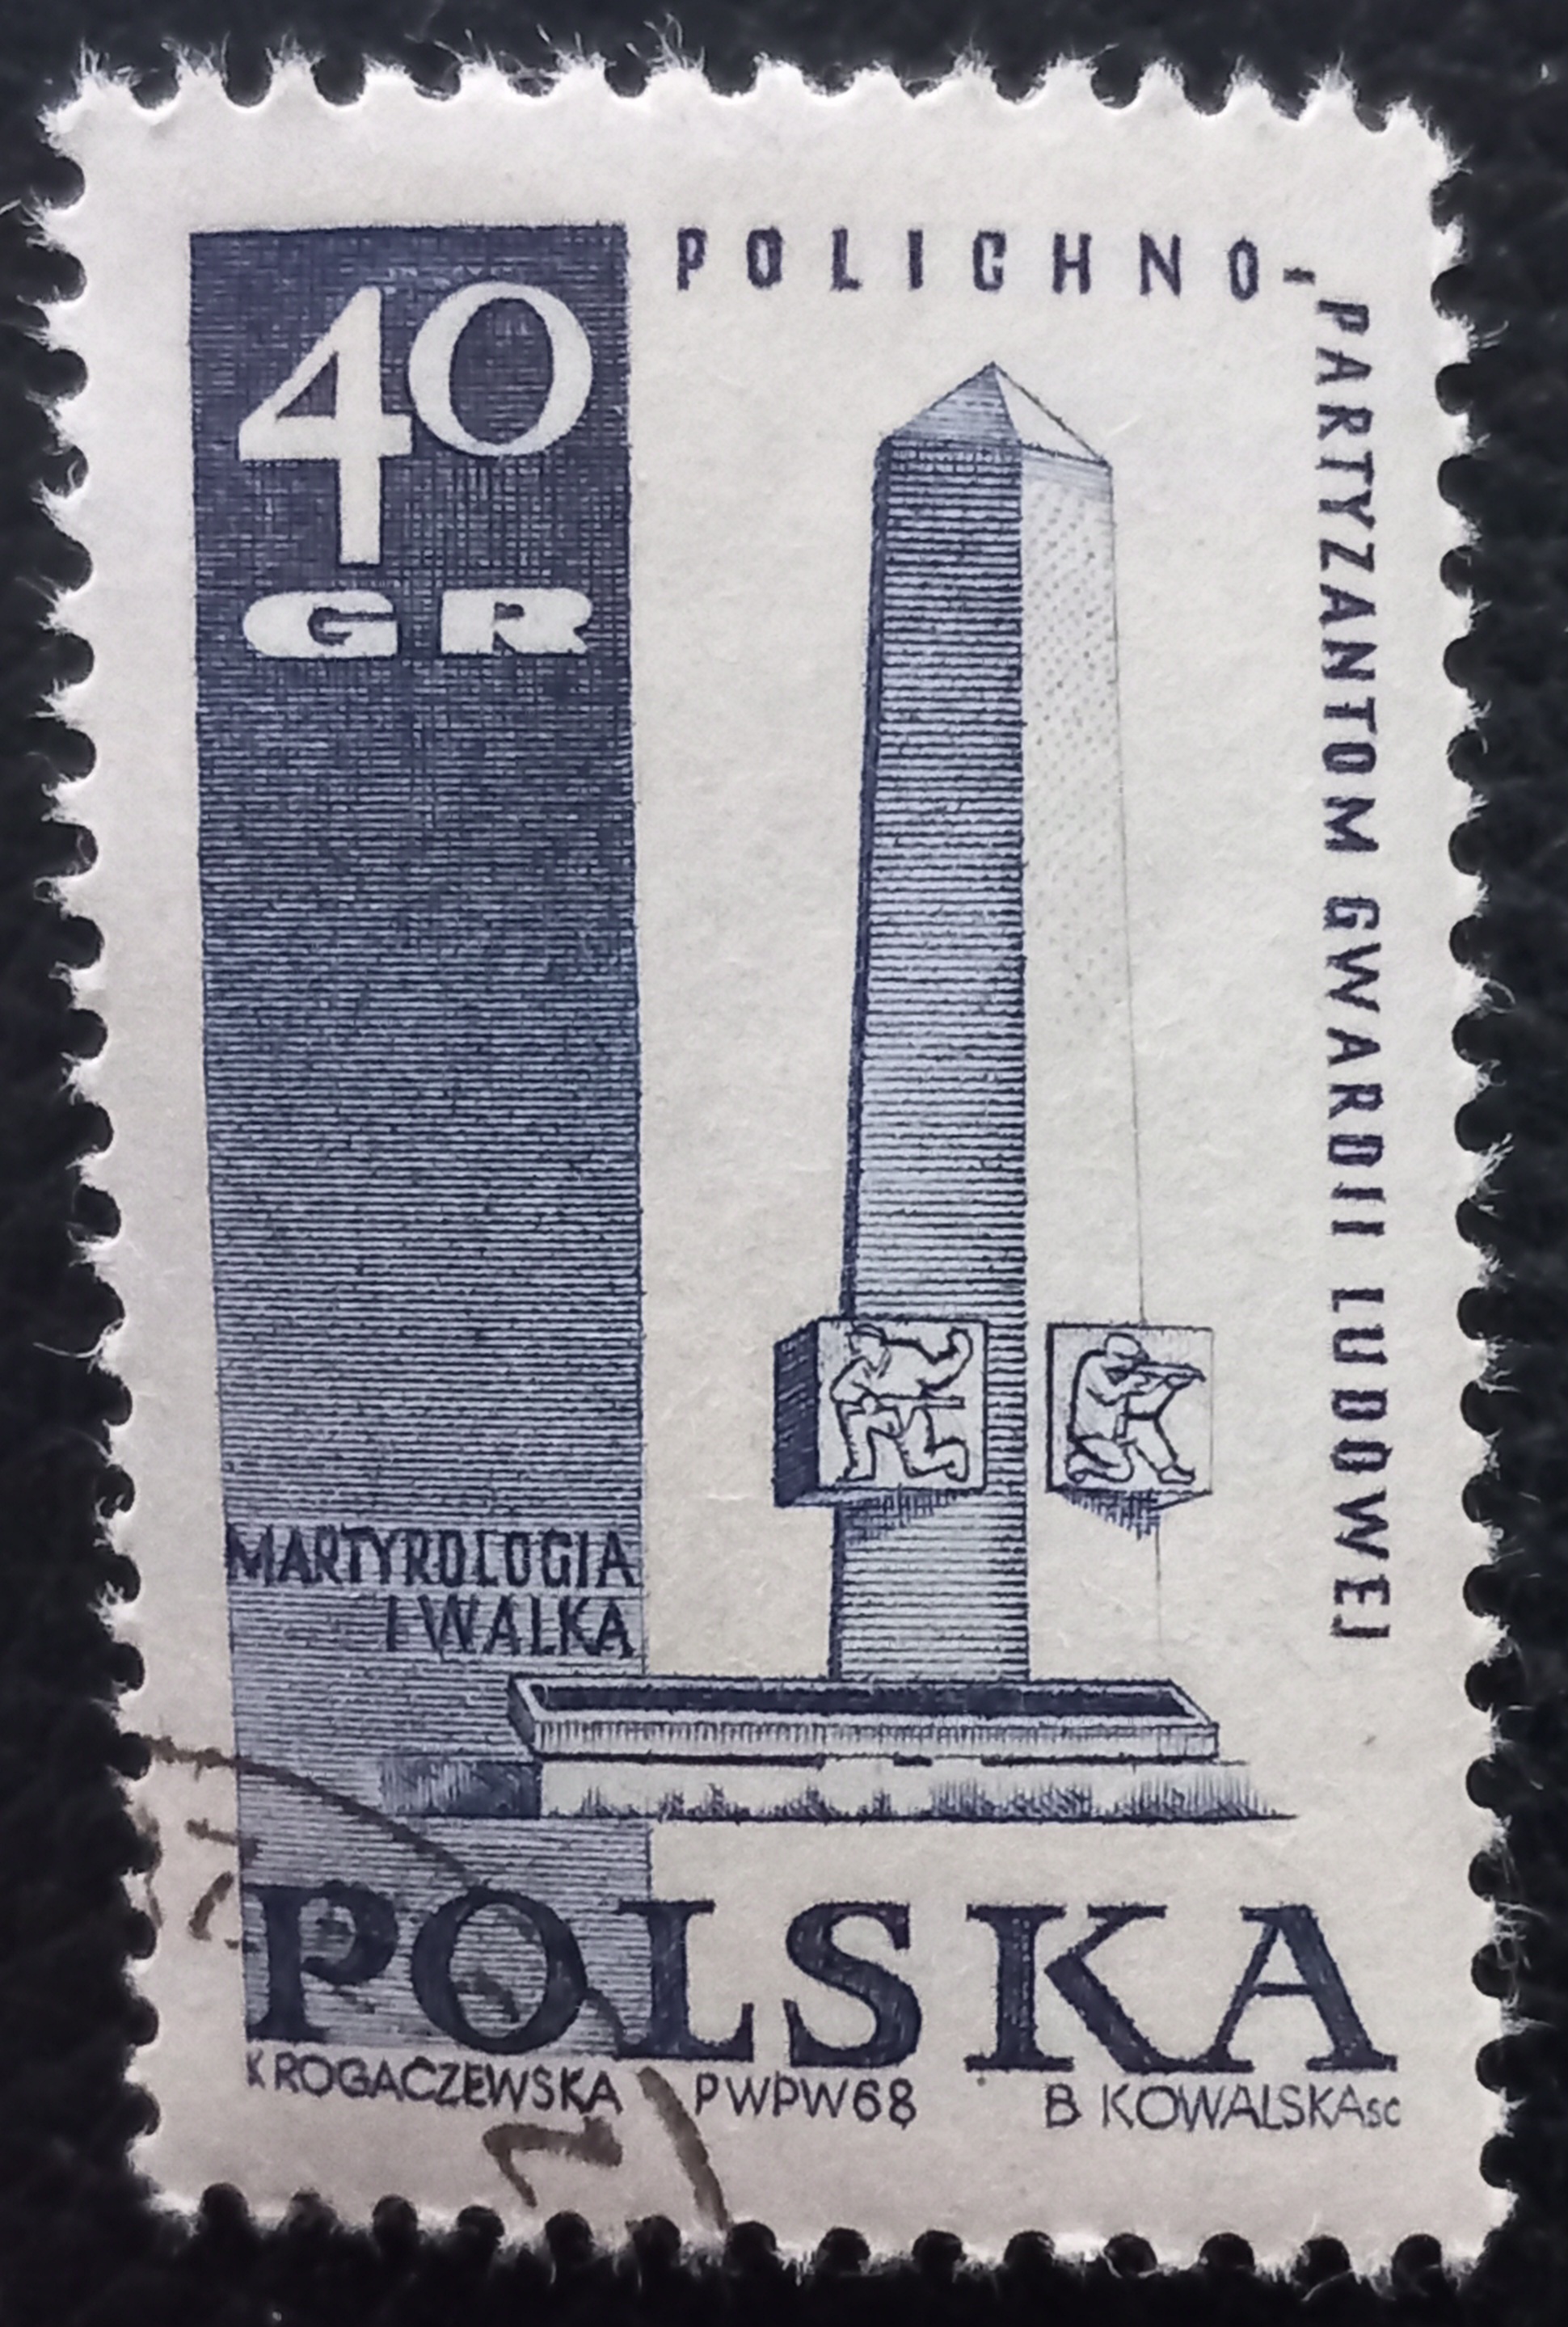 40
GR
POLICHNO-
PARTYZANTOM GWARDII LUDOWEJ
MARTYROLOGIA
I WALKA
POLSKA
K ROGACZEWSKA PWPW68 B KOWALSKA sc